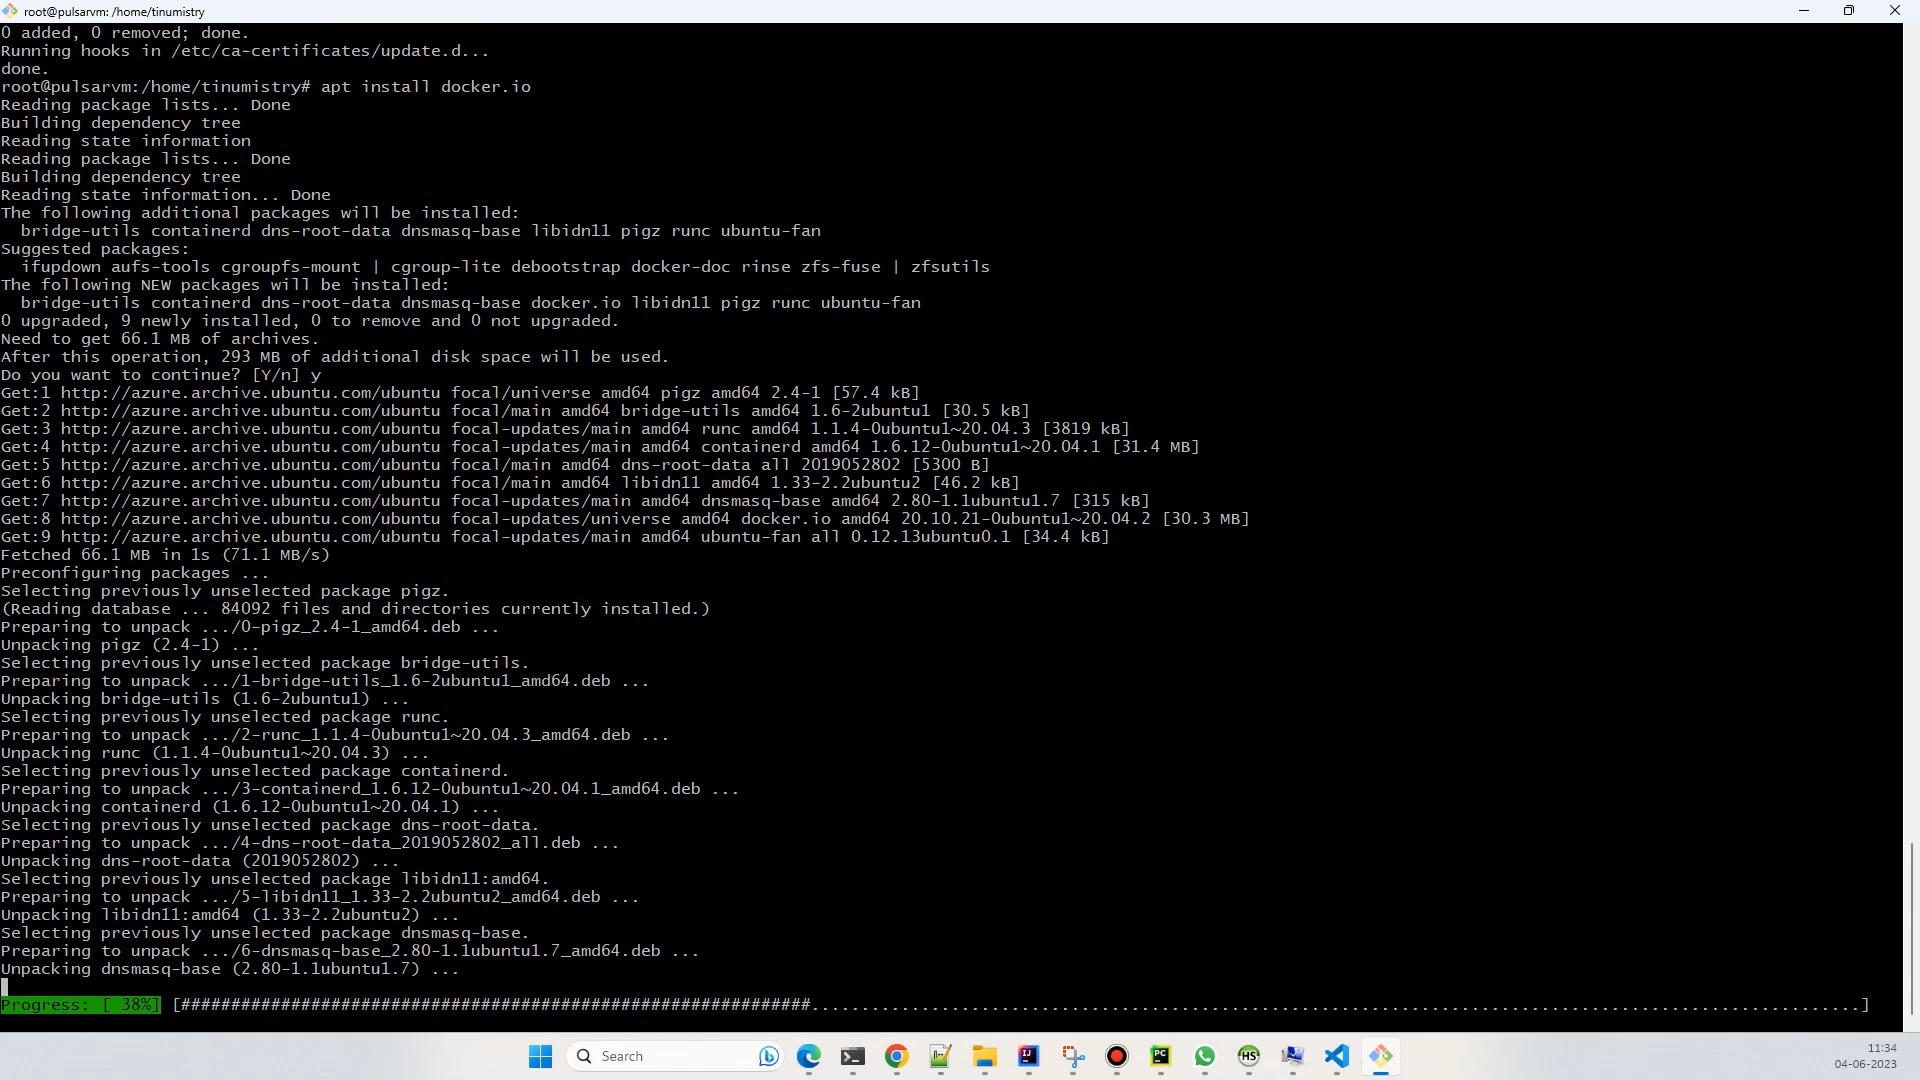 root@pulsarvm: /home/tinumistry
0 added, 0 removed; done.
Running hooks in /etc/ca-certificates/update.d...
done.
root@pulsarvm:/home/tinumistry# apt install docker.io
Reading package lists... Done
Building dependency tree
Reading state information
Reading package lists... Done
Building dependency tree
Reading state information... Done
The following additional packages will be installed:
  bridge-utils containerd dns-root-data dnsmasq-base libidn11 pigz runc ubuntu-fan
Suggested packages:
  ifupdown aufs-tools cgroupfs-mount | cgroup-lite debootstrap docker-doc rinse zfs-fuse | zfsutils
The following NEW packages will be installed:
  bridge-utils containerd dns-root-data dnsmasq-base docker.io libidn11 pigz runc ubuntu-fan
0 upgraded, 9 newly installed, 0 to remove and 0 not upgraded.
Need to get 66.1 MB of archives.
After this operation, 293 MB of additional disk space will be used.
Do you want to continue? [Y/n] y
Get:1 http://azure.archive.ubuntu.com/ubuntu focal/universe amd64 pigz amd64 2.4-1 [57.4 kB]
Get:2 http://azure.archive.ubuntu.com/ubuntu focal/main amd64 bridge-utils amd64 1.6-2ubuntu1 [30.5 kB]
Get:3 http://azure.archive.ubuntu.com/ubuntu focal-updates/main amd64 runc amd64 1.1.4-0ubuntu1~20.04.3 [3819 kB]
Get:4 http://azure.archive.ubuntu.com/ubuntu focal-updates/main amd64 containerd amd64 1.6.12-0ubuntu1~20.04.1 [31.4 MB]
Get:5 http://azure.archive.ubuntu.com/ubuntu focal/main amd64 dns-root-data all 2019052802 [5300 B]
Get:6 http://azure.archive.ubuntu.com/ubuntu focal/main amd64 libidn11 amd64 1.33-2.2ubuntu2 [46.2 kB]
Get:7 http://azure.archive.ubuntu.com/ubuntu focal-updates/main amd64 dnsmasq-base amd64 2.80-1.1ubuntu1.7 [315 kB]
Get:8 http://azure.archive.ubuntu.com/ubuntu focal-updates/universe amd64 docker.io amd64 20.10.21-0ubuntu1~20.04.2 [30.3 MB]
Get:9 http://azure.archive.ubuntu.com/ubuntu focal-updates/main amd64 ubuntu-fan all 0.12.13ubuntu0.1 [34.4 kB]
Fetched 66.1 MB in 1s (71.1 MB/s)
Preconfiguring packages ...
Selecting previously unselected package pigz.
(Reading database ... 84092 files and directories currently installed.)
Preparing to unpack .../0-pigz_2.4-1_amd64.deb ...
Unpacking pigz (2.4-1) ...
Selecting previously unselected package bridge-utils.
Preparing to unpack .../1-bridge-utils_1.6-2ubuntu1_amd64.deb ...
Unpacking bridge-utils (1.6-2ubuntu1) ...
Selecting previously unselected package runc.
Preparing to unpack .../2-runc_1.1.4-0ubuntu1~20.04.3_amd64.deb ...
Unpacking runc (1.1.4-0ubuntu1~20.04.3) ...
Selecting previously unselected package containerd.
Preparing to unpack .../3-containerd_1.6.12-0ubuntu1~20.04.1_amd64.deb ...
Unpacking containerd (1.6.12-0ubuntu1~20.04.1) ...
Selecting previously unselected package dns-root-data.
Preparing to unpack .../4-dns-root-data_2019052802_all.deb ...
Unpacking dns-root-data (2019052802) ...
Selecting previously unselected package libidn11:amd64.
Preparing to unpack .../5-libidn11_1.33-2.2ubuntu2_amd64.deb ...
Unpacking libidn11:amd64 (1.33-2.2ubuntu2) ...
Selecting previously unselected package dnsmasq-base.
Preparing to unpack .../6-dnsmasq-base_2.80-1.1ubuntu1.7_amd64.deb ...
Unpacking dnsmasq-base (2.80-1.1ubuntu1.7) ...
Progress: [ 38%] [###############################################################.........................................................................................................]
Search
IJ
PC
HS
11:34
04-06-2023